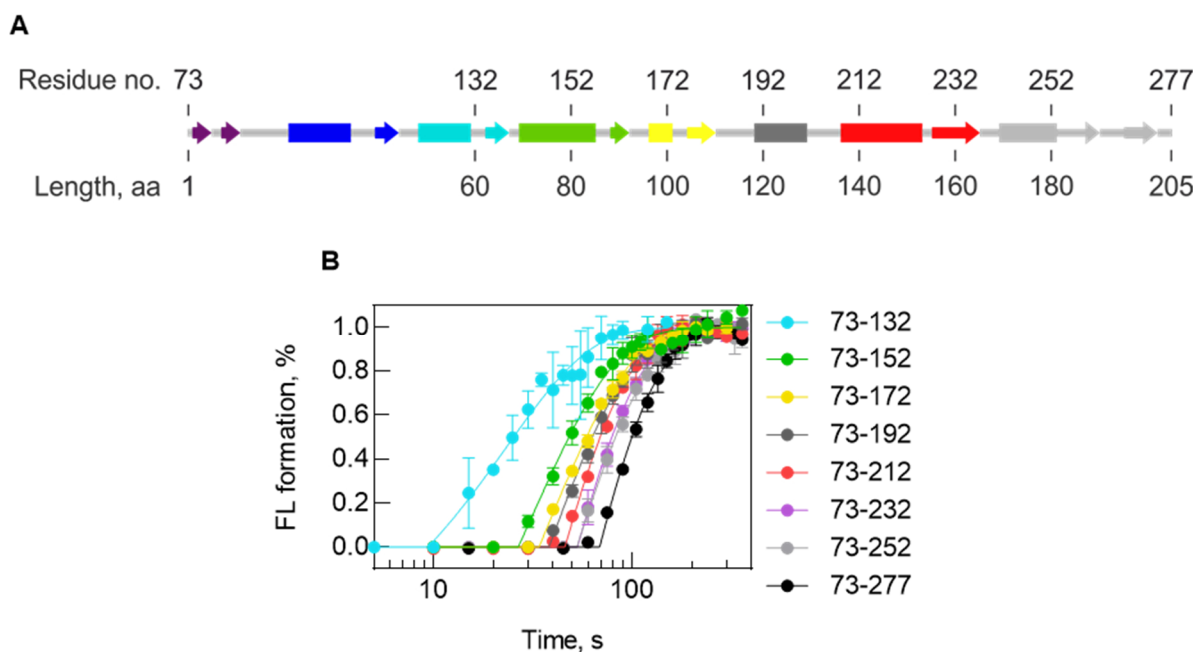 A
Residue no. 73 132 152 172 192 212 232 252 277
Length, aa 1 60 80 100 120 140 160 180 205
B
FL formation, %
1.0
0.8
0.6
0.4
0.2
0.0
10 100
Time, s
73-132
73-152
73-172
73-192
73-212
73-232
73-252
73-277